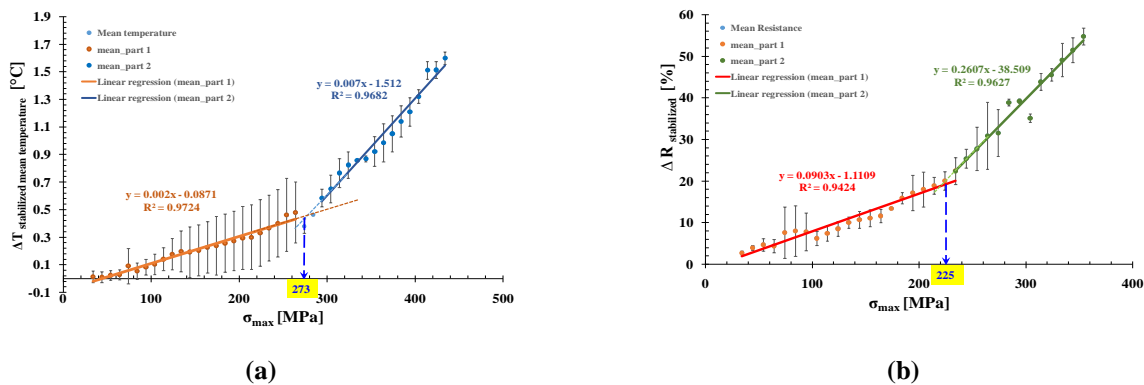 1.9
1.7
1.5
1.3
1.1
0.9
0.7
0.5
0.3
0.1
-0.1
0
100
200
300
400
500
ΔT stabilized mean temperature [°C]
σmax [MPa]
Mean temperature
mean_part 1
mean_part 2
Linear regression (mean_part 1)
Linear regression (mean_part 2)
y = 0.007x - 1.512
R² = 0.9682
y = 0.002x - 0.0871
R² = 0.9724
273
(a)
60
50
40
30
20
10
0
0
100
200
300
400
Δ R stabilized [%]
σmax [MPa]
Mean Resistance
mean_part 1
mean_part 2
Linear regression (mean_part 1)
Linear regression (mean_part 2)
y = 0.2607x - 38.509
R² = 0.9627
y = 0.0903x - 1.1109
R² = 0.9424
225
(b)